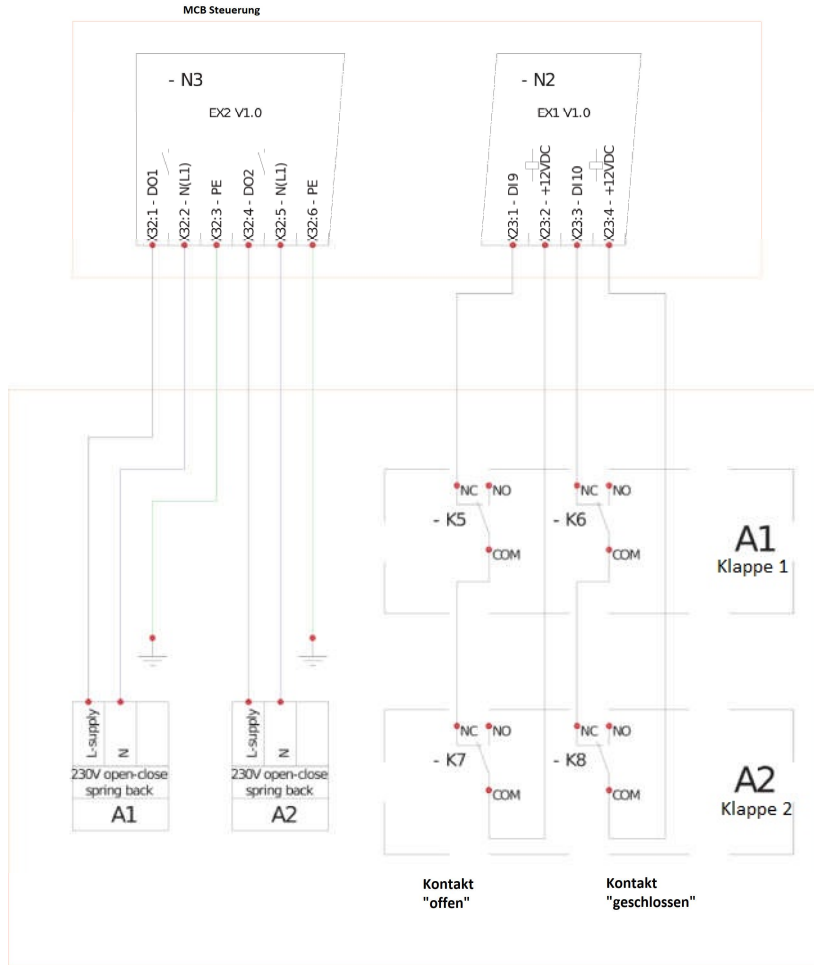 MCB Steuerung
- N3
EX2 V1.0
X32:1 - DO1
X32:2 - N(L1)
X32:3 - PE
X32:4 - DO2
X32:5 - N(L1)
X32:6 - PE
- N2
EX1 V1.0
X23:1 - DI9
X23:2 - +12VDC
X23:3 - DI10
X23:4 - +12VDC
NC NO
- K5
COM
NC NO
- K6
COM
A1
Klappe 1
L-supply
N
230V open-close
spring back
A1
L-supply
N
230V open-close
spring back
A2
NC NO
- K7
COM
NC NO
- K8
COM
A2
Klappe 2
Kontakt
"offen"
Kontakt
"geschlossen"